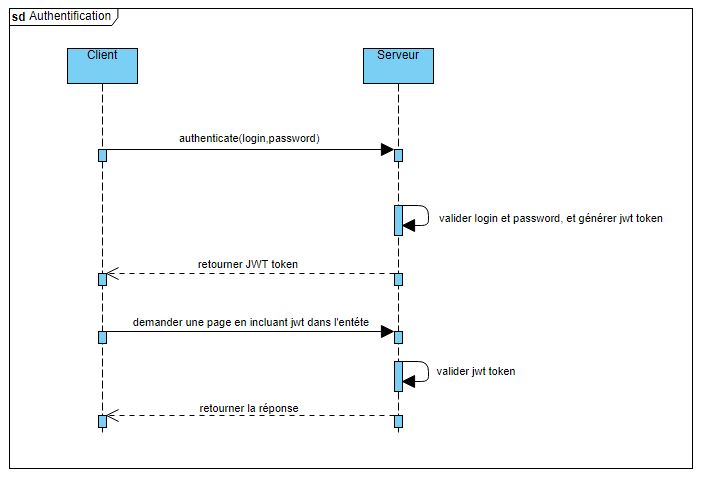 sd Authentification
Client
Serveur
authenticate(login,password)
valider login et password, et générer jwt token
retourner JWT token
demander une page en incluant jwt dans l'entéte
valider jwt token
retourner la réponse